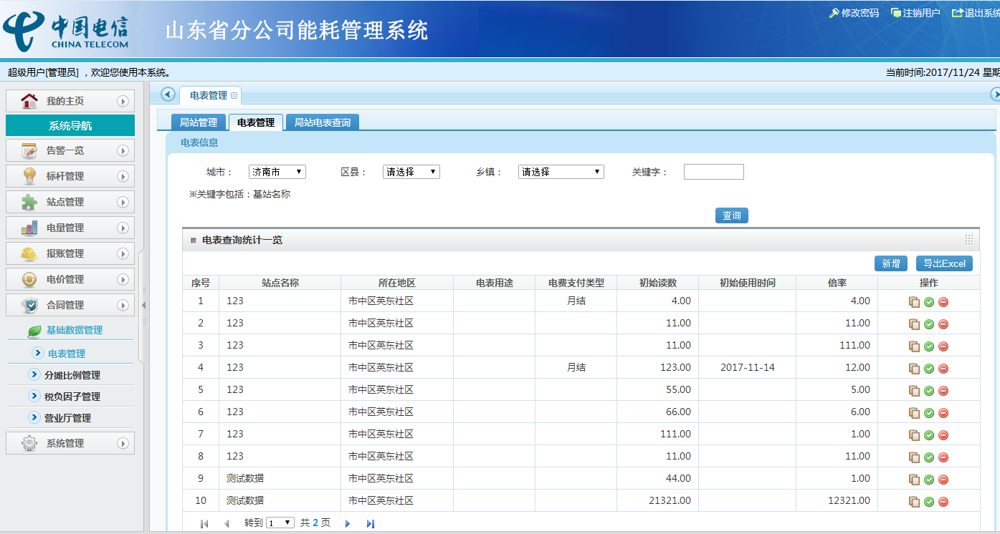 中国电信
CHINA TELECOM
山东省分公司能耗管理系统
修改密码 注销用户 退出系统
超级用户[管理员] ，欢迎您使用本系统。
当前时间:2017/11/24 星期
我的主页
系统导航
告警一览
标杆管理
站点管理
电量管理
报账管理
电价管理
合同管理
基础数据管理
电表管理
分摊比例管理
税负因子管理
营业厅管理
系统管理
电表管理
局站管理 电表管理 局站电表查询
电表信息
城市： 济南市 区县： 请选择 乡镇： 请选择 关键字：
※关键字包括：基站名称
查询
电表查询统计一览
新增 导出Excel
序号 站点名称 所在地区 电表用途 电费支付类型 初始读数 初始使用时间 倍率 操作
1 123 市中区英东社区 月结 4.00 4.00
2 123 市中区英东社区 11.00 11.00
3 123 市中区英东社区 11.00 111.00
4 123 市中区英东社区 月结 123.00 2017-11-14 12.00
5 123 市中区英东社区 55.00 5.00
6 123 市中区英东社区 66.00 6.00
7 123 市中区英东社区 111.00 1.00
8 123 市中区英东社区 11.00 11.00
9 测试数据 市中区英东社区 44.00 1.00
10 测试数据 市中区英东社区 21321.00 12321.00
转到 1 共 2 页